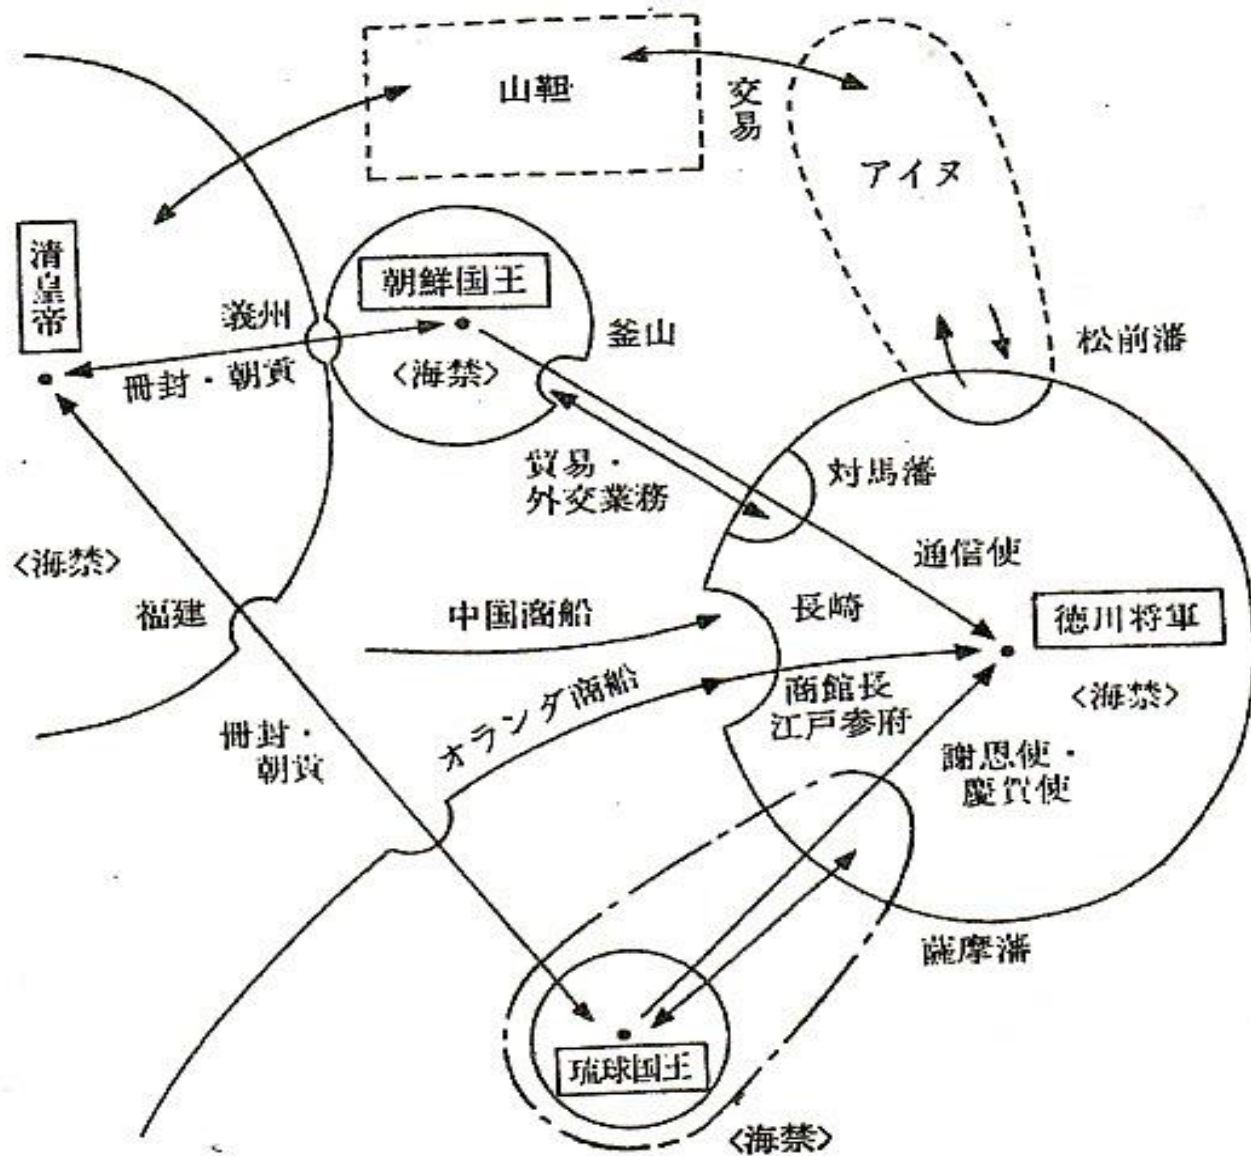 山靼
交易
アイヌ
清皇帝
朝鮮国王
義州
釜山
松前藩
冊封・朝貢
〈海禁〉
貿易・
外交業務
対馬藩
通信使
〈海禁〉
福建
中国商船
長崎
徳川将軍
オランダ商船
商館長
江戸参府
〈海禁〉
冊封・
朝貢
謝恩使・
慶賀使
薩摩藩
琉球国王
〈海禁〉